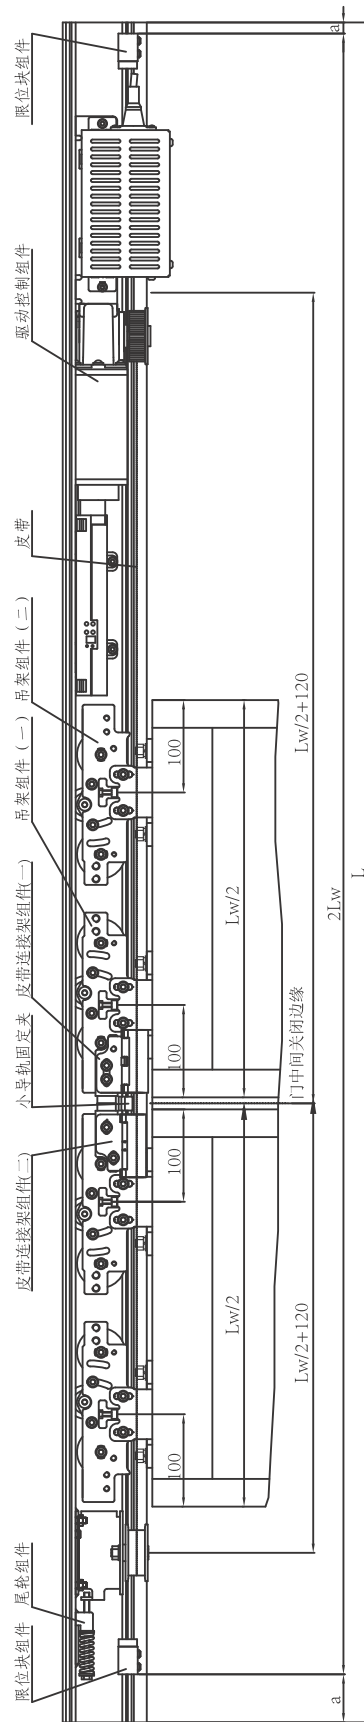 限位块组件
尾轮组件
皮带连接架组件(二)
小导轨固定夹
皮带连接架组件(一)
吊架组件(一)
吊架组件(二)
皮带
驱动控制组件
限位块组件
100
100
100
100
Lw/2
Lw/2
门中间关闭边缘
Lw/2+120
Lw/2+120
a
2Lw
a
L